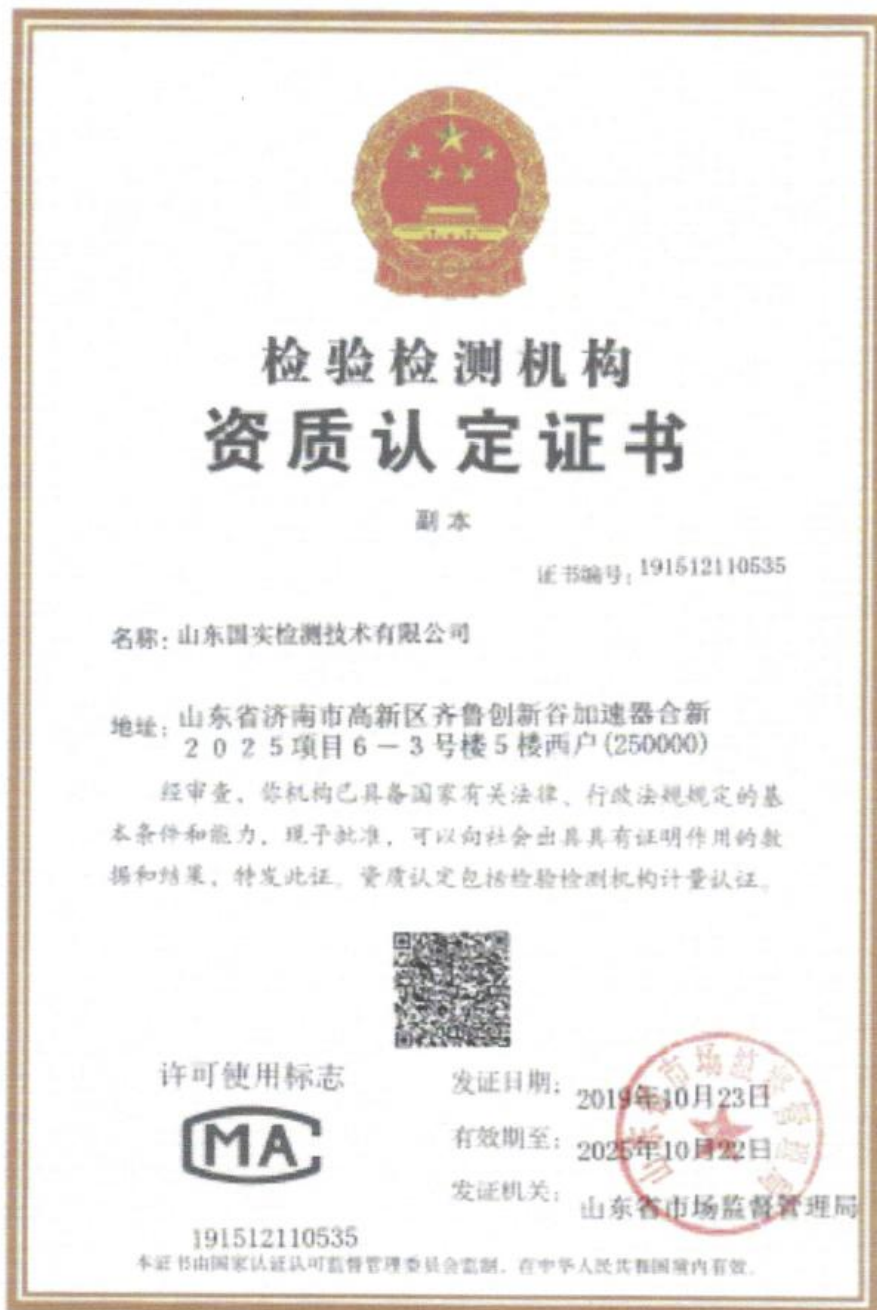 检验检测机构
资质认定证书
副本
证书编号:191512110535
名称:山东国实检测技术有限公司
地址:山东省济南市高新区齐鲁创新谷加速器合新
2025项目6-3号楼5楼西户(250000)
经审查,你机构已具备国家有关法律、行政法规规定的基
本条件和能力,现予批准,可以向社会出具具有证明作用的数
据和结果,特发此证。资质认定包括检验检测机构计量认证。
许可使用标志
MA
191512110535
发证日期:2019年10月23日
有效期至:2025年10月22日
发证机关:山东省市场监督管理局
山东省市场监督管理局
本证书由国家认证认可监督管理委员会监制,在中华人民共和国境内有效。